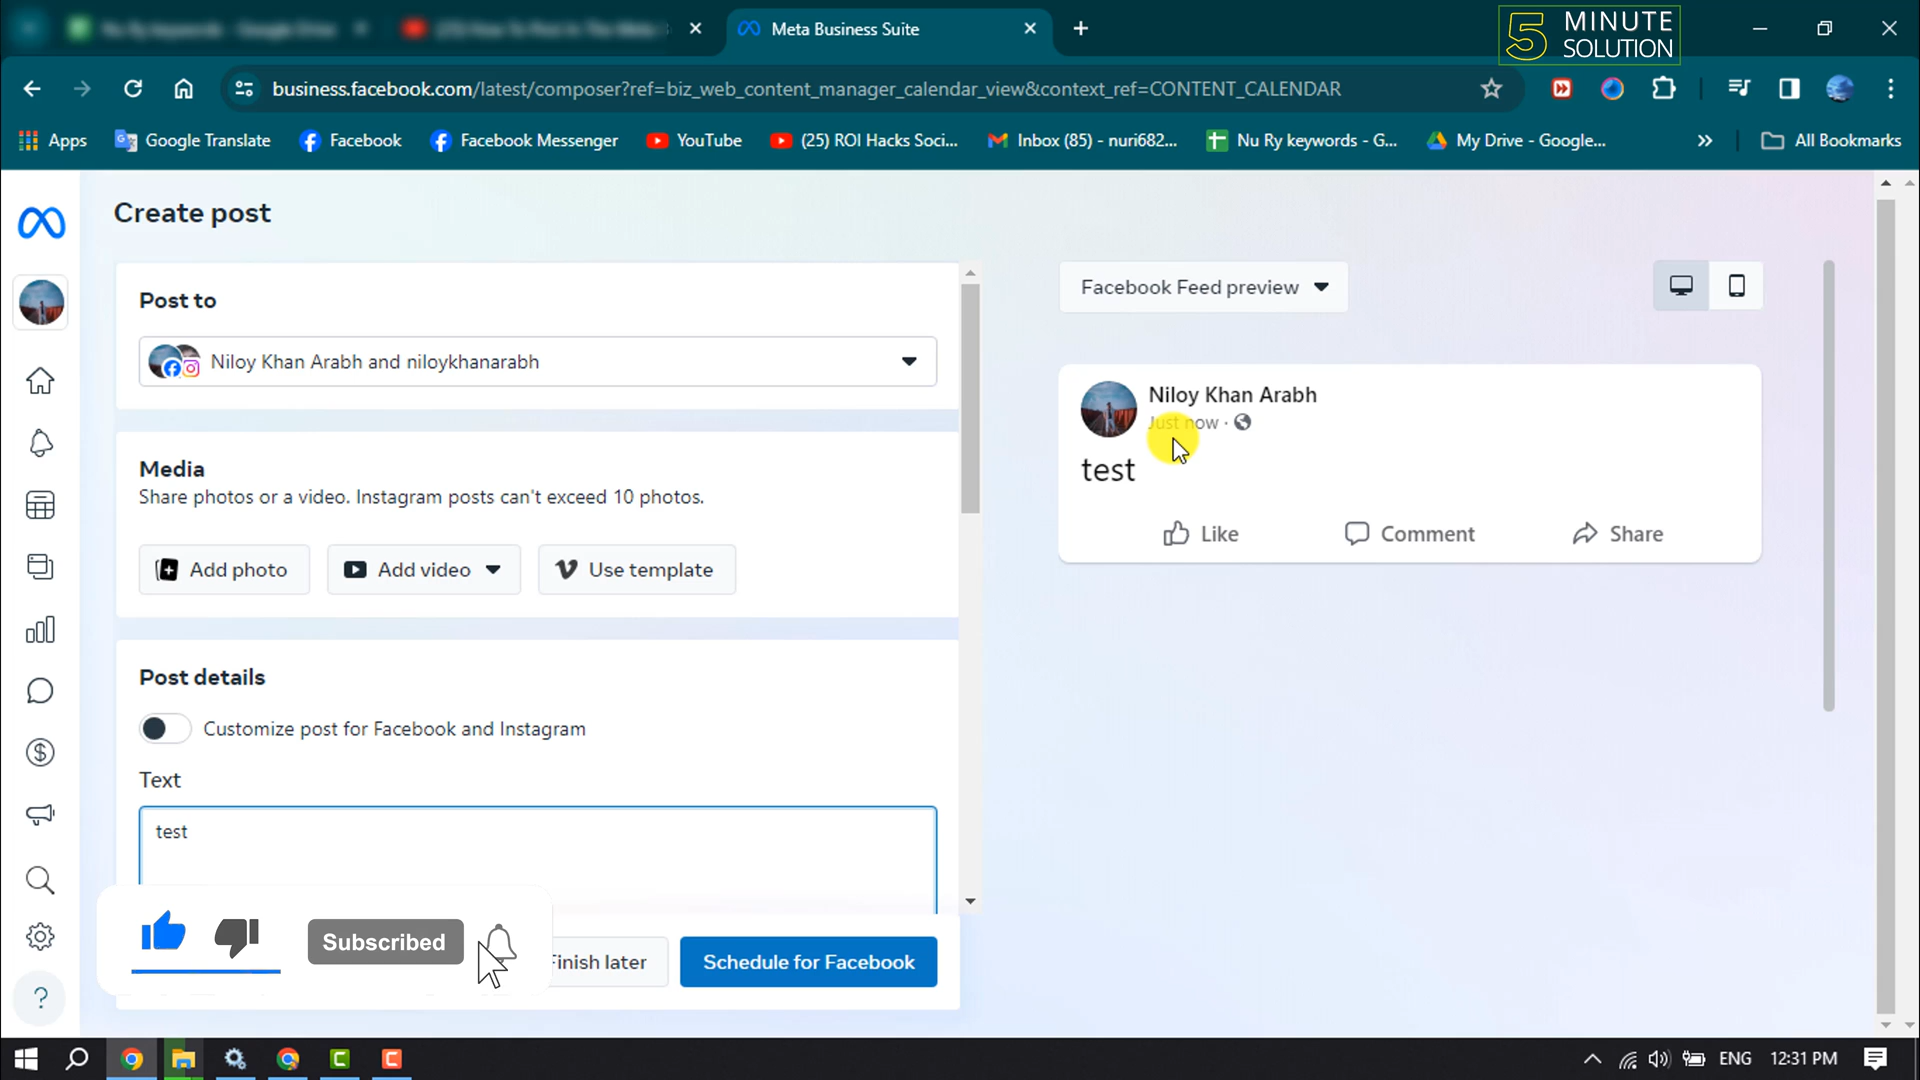 Meta Business Suite
5 MINUTE
SOLUTION
business.facebook.com/latest/composer?ref=biz_web_content_manager_calendar_view&context_ref=CONTENT_CALENDAR
Apps
Google Translate
Facebook
Facebook Messenger
YouTube
(25) ROI Hacks Soci...
Inbox (85) - nuri682...
Nu Ry keywords - G...
My Drive - Google...
All Bookmarks
Create post
Post to
Niloy Khan Arabh and niloykhanarabh
Media
Share photos or a video. Instagram posts can't exceed 10 photos.
Add photo
Add video
Use template
Post details
Customize post for Facebook and Instagram
Text
test
Subscribed
Finish later
Schedule for Facebook
Facebook Feed preview
Niloy Khan Arabh
Just now
test
Like
Comment
Share
ENG
12:31 PM